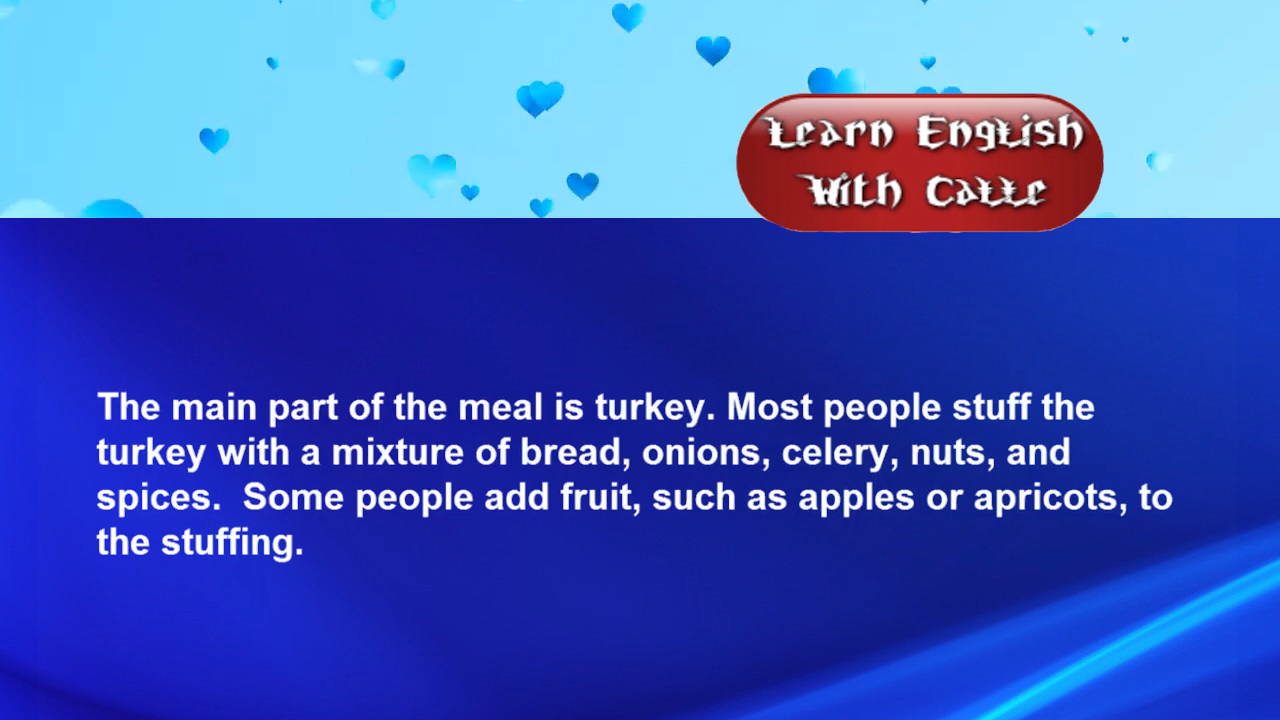 Learn English
With Calle
The main part of the meal is turkey. Most people stuff the
turkey with a mixture of bread, onions, celery, nuts, and
spices.  Some people add fruit, such as apples or apricots, to
the stuffing.